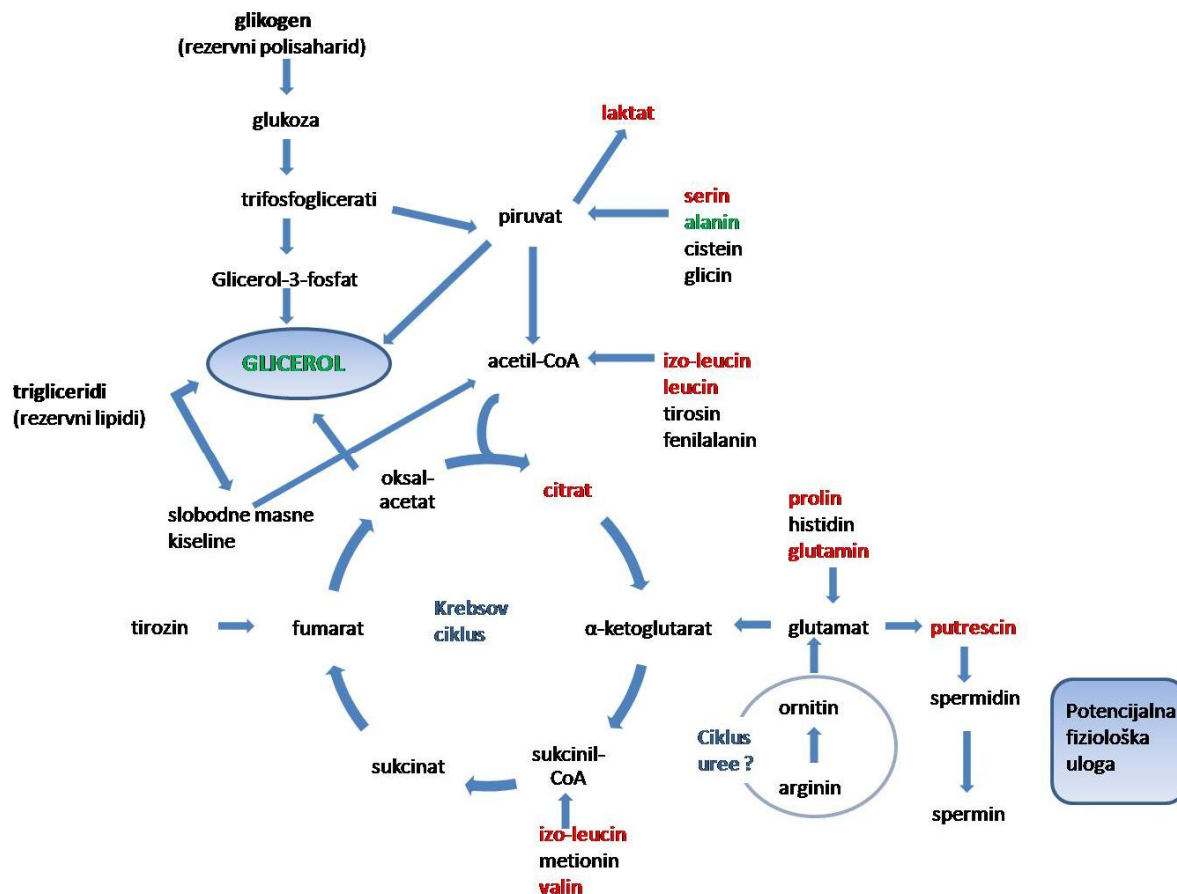 glikogen
(rezervni polisaharid)
glukoza
laktat
trifosfoglicerati
piruvat
serin
alanin
cistein
glicin
Glicerol-3-fosfat
GLICEROL
acetil-CoA
izo-leucin
leucin
tirosin
fenilalanin
trigliceridi
(rezervni lipidi)
oksal-
acetat
citrat
slobodne masne
kiseline
prolin
histidin
glutamin
tirozin
fumarat
Krebsov
ciklus
α-ketoglutarat
glutamat
putrescin
ornitin
spermidin
Ciklus
uree ?
arginin
Potencijalna
fiziološka
uloga
sukcinat
sukcinil-
CoA
spermin
izo-leucin
metionin
valin